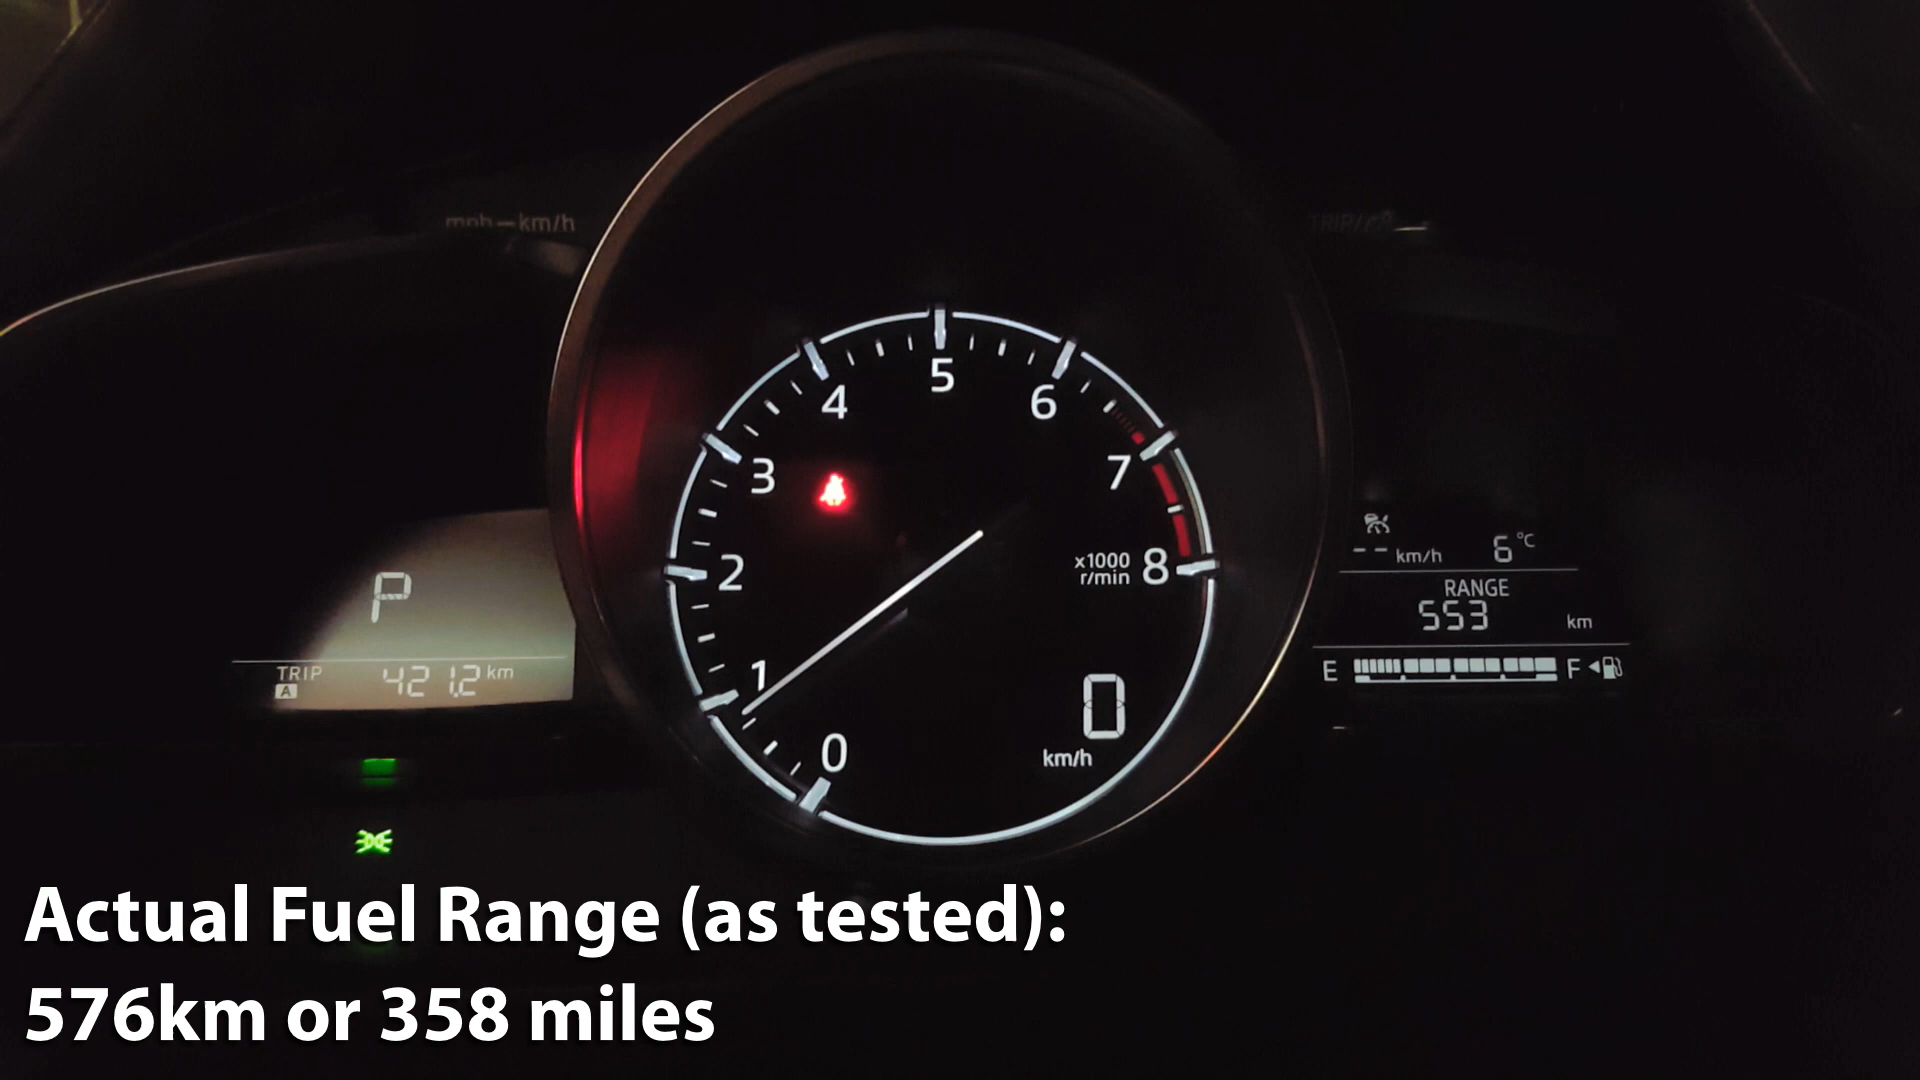 mph — km/h
TRIP/
4
5
6
3
7
2
x1000
r/min
8
1
0
0
km/h
P
TRIP
A
421.2 km
-- km/h 6°C
RANGE
553 km
E F
Actual Fuel Range (as tested):
576km or 358 miles